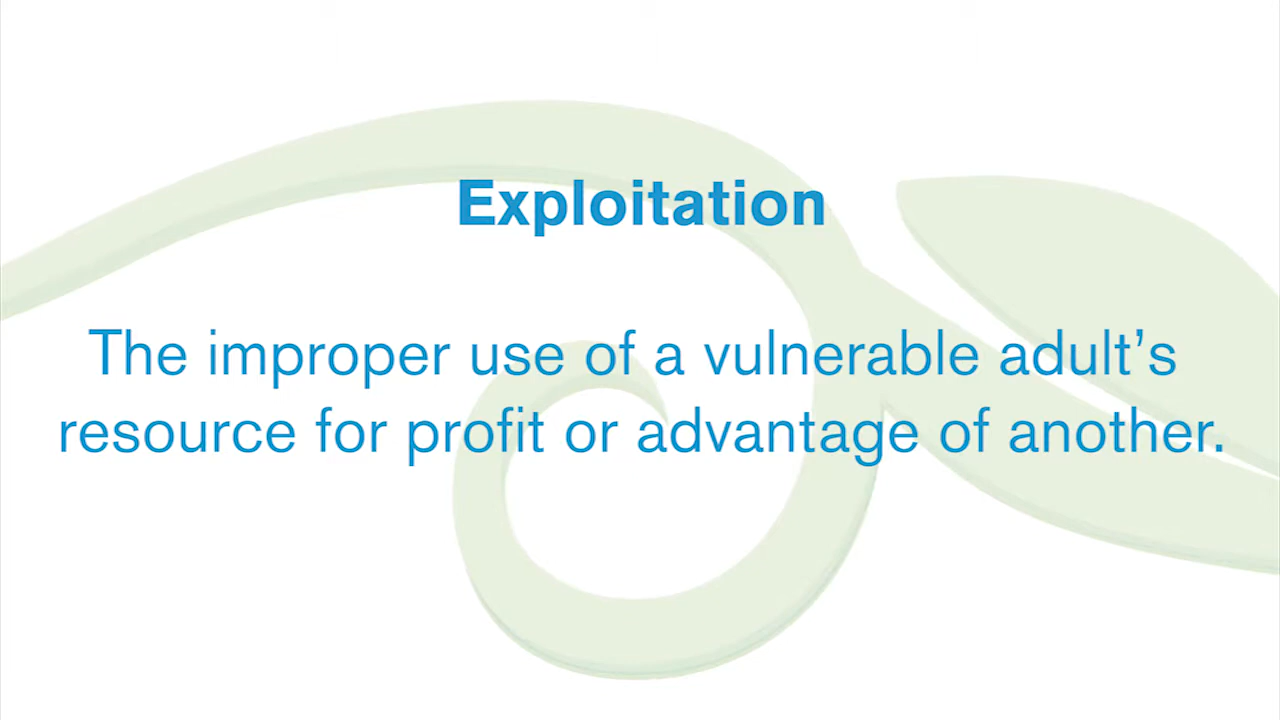 Exploitation
The improper use of a vulnerable adult’s
resource for profit or advantage of another.